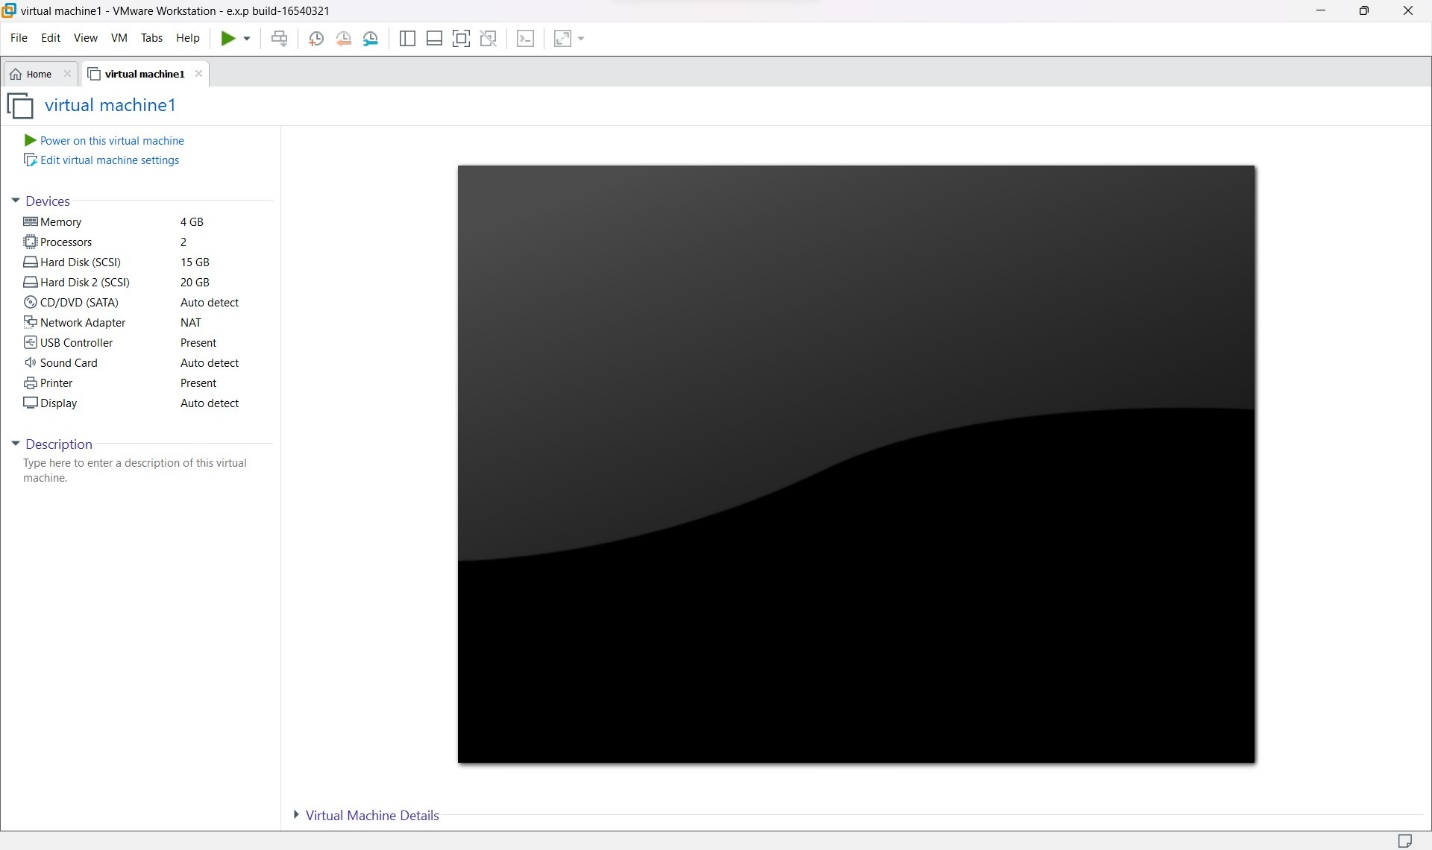 virtual machine1 - VMware Workstation - e.x.p build-16540321
File Edit View VM Tabs Help
Home virtual machine1
virtual machine1
Power on this virtual machine
Edit virtual machine settings
Devices
Memory 4 GB
Processors 2
Hard Disk (SCSI) 15 GB
Hard Disk 2 (SCSI) 20 GB
CD/DVD (SATA) Auto detect
Network Adapter NAT
USB Controller Present
Sound Card Auto detect
Printer Present
Display Auto detect
Description
Type here to enter a description of this virtual
machine.
Virtual Machine Details